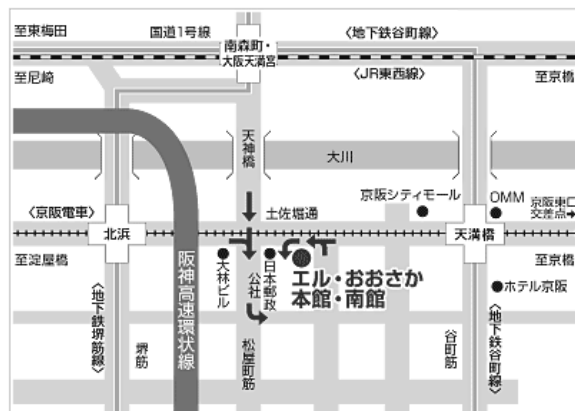 至東梅田
国道1号線
南森町・
大阪天満宮
〈地下鉄谷町線〉
至尼崎
〈JR東西線〉
至京橋
天神橋
大川
京阪シティモール
OMM
京阪東口
交差点→
〈京阪電車〉
土佐堀通
北浜
天満橋
至淀屋橋
至京橋
阪神高速環状線
大林ビル
公社
日本郵政
エル・おおさか
本館・南館
ホテル京阪
〈地下鉄堺筋線〉
堺筋
松屋町筋
谷町筋
〈地下鉄谷町線〉